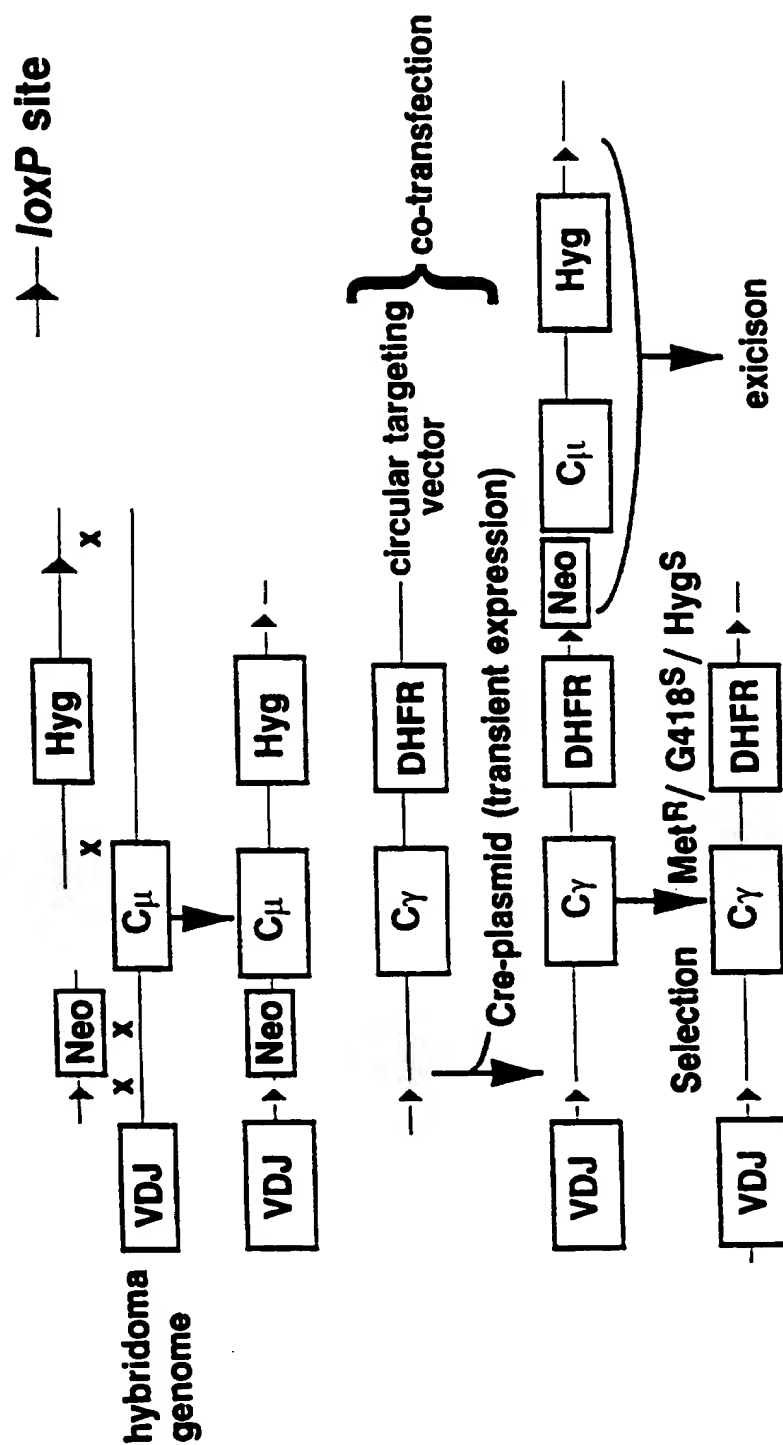 loxP site
hybridoma
genome
Neo
Hyg
x x x x
VDJ Cμ
VDJ Neo Cμ Hyg
Cγ DHFR
circular targeting
vector
co-transfection
Cre-plasmid (transient expression)
VDJ Cγ DHFR Neo Cμ Hyg
exicison
Selection Metᴿ/ G418ˢ/ Hygˢ
VDJ Cγ DHFR